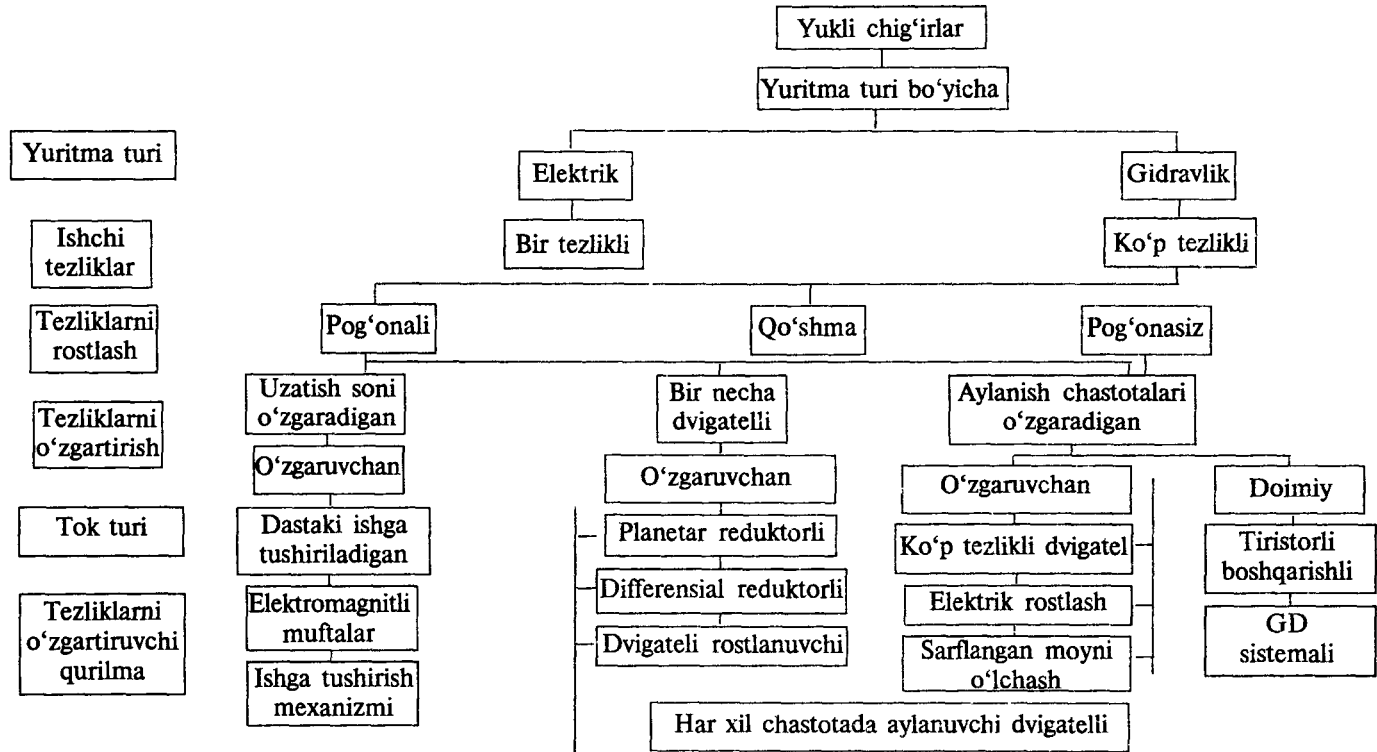 Yukli chig‘irlar
Yuritma turi bo‘yicha
Yuritma turi
Elektrik
Gidravlik
Ishchi
tezliklar
Bir tezlikli
Ko‘p tezlikli
Tezliklarni
rostlash
Pog‘onali
Qo‘shma
Pog‘onasiz
Tezliklarni
o‘zgartirish
Uzatish soni
o‘zgaradigan
Bir necha
dvigatelli
Aylanish chastotalari
o‘zgaradigan
O‘zgaruvchan
O‘zgaruvchan
O‘zgaruvchan
Doimiy
Tok turi
Dastaki ishga
tushiriladigan
Planetar reduktorli
Ko‘p tezlikli dvigatel
Tiristorli
boshqarishli
Tezliklarni
o‘zgartiruvchi
qurilma
Elektromagnitli
muftalar
Differensial reduktorli
Elektrik rostlash
GD
sistemali
Ishga tushirish
mexanizmi
Dvigateli rostlanuvchi
Sarflangan moyni
o‘lchash
Har xil chastotada aylanuvchi dvigatelli